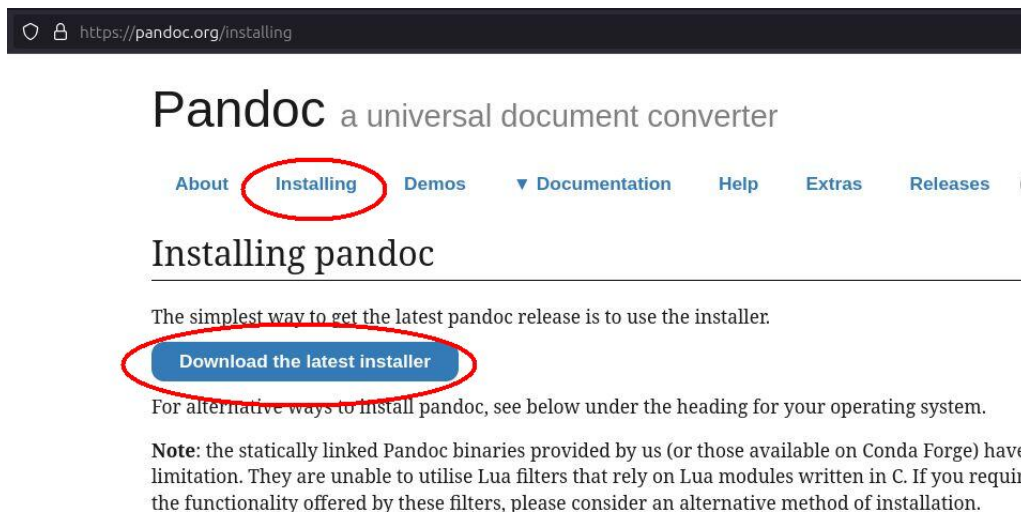 https://pandoc.org/installing
Pandoc a universal document converter
About Installing Demos ▼ Documentation Help Extras Releases
Installing pandoc
The simplest way to get the latest pandoc release is to use the installer.
Download the latest installer
For alternative ways to install pandoc, see below under the heading for your operating system.
Note: the statically linked Pandoc binaries provided by us (or those available on Conda Forge) have
limitation. They are unable to utilise Lua filters that rely on Lua modules written in C. If you requir
the functionality offered by these filters, please consider an alternative method of installation.